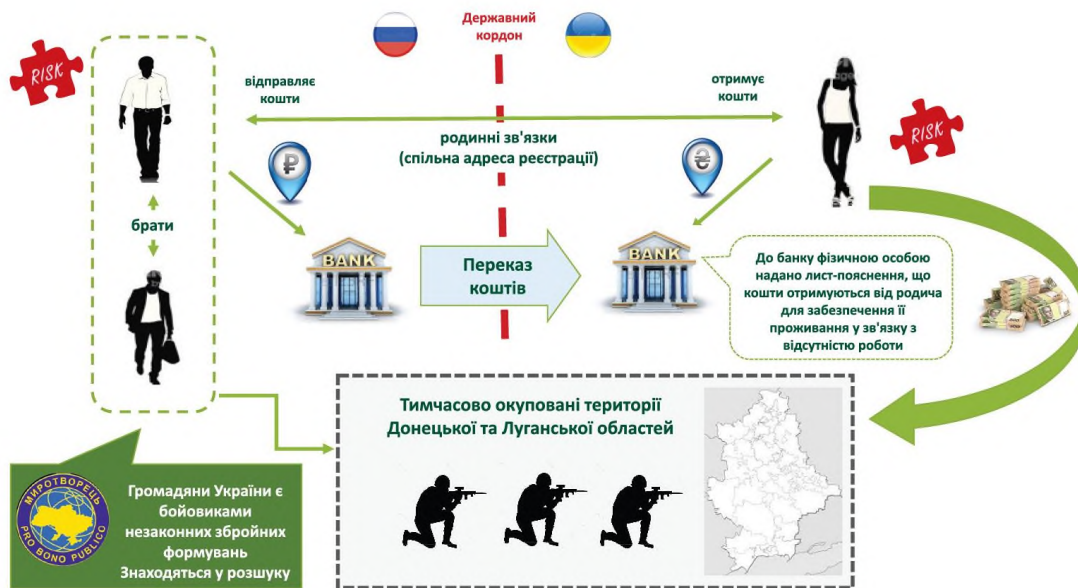 Державний
кордон
RISK
відправляє
кошти
отримує
кошти
RISK
родинні зв'язки
(спільна адреса реєстрації)
₽
₴
брати
BANK
Переказ
коштів
BANK
До банку фізичною особою
надано лист-пояснення, що
кошти отримуються від родича
для забезпечення її
проживання у зв'язку з
відсутністю роботи
Тимчасово окуповані території
Донецької та Луганської областей
МИРОТВОРЕЦЬ
PRO BONO PUBLICO
Громадяни України є
бойовиками
незаконних збройних
формувань
Знаходяться у розшуку